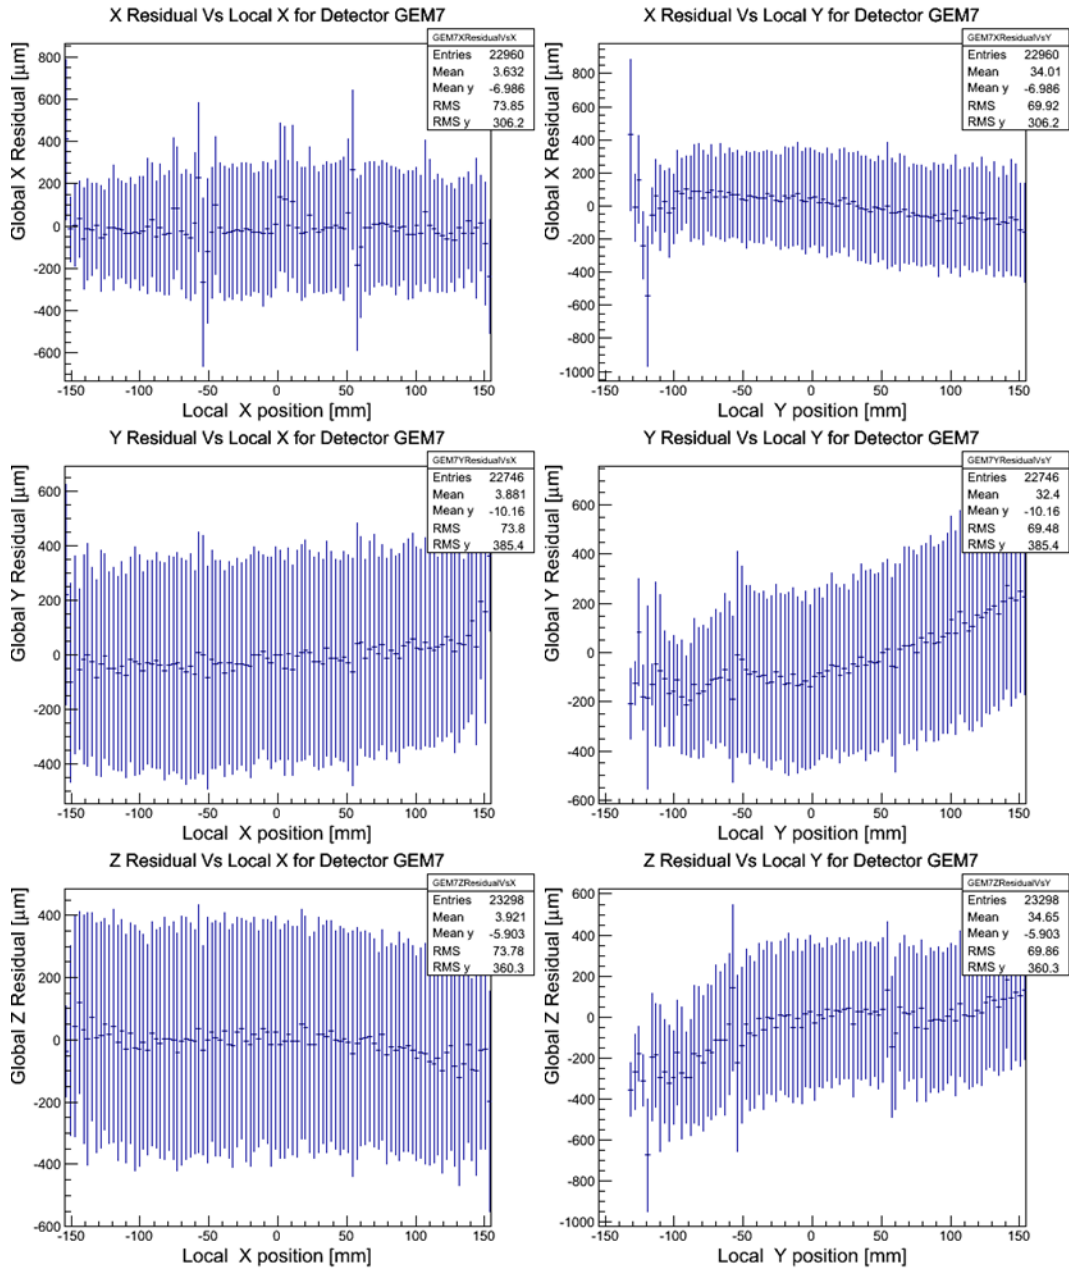 X Residual Vs Local X for Detector GEM7
GEM7XResidualVsX
Entries 22960
Mean 3.632
Mean y -6.986
RMS 73.85
RMS y 306.2
Global X Residual [μm]
800
600
400
200
0
-200
-400
-600
-150 -100 -50 0 50 100 150
Local X position [mm]
X Residual Vs Local Y for Detector GEM7
GEM7XResidualVsY
Entries 22960
Mean 34.01
Mean y -6.986
RMS 69.92
RMS y 306.2
Global X Residual [μm]
800
600
400
200
0
-200
-400
-600
-800
-1000
-150 -100 -50 0 50 100 150
Local Y position [mm]
Y Residual Vs Local X for Detector GEM7
GEM7YResidualVsX
Entries 22746
Mean 3.881
Mean y -10.16
RMS 73.8
RMS y 385.4
Global Y Residual [μm]
600
400
200
0
-200
-400
-150 -100 -50 0 50 100 150
Local X position [mm]
Y Residual Vs Local Y for Detector GEM7
GEM7YResidualVsY
Entries 22746
Mean 32.4
Mean y -10.16
RMS 69.48
RMS y 385.4
Global Y Residual [μm]
600
400
200
0
-200
-400
-600
-150 -100 -50 0 50 100 150
Local Y position [mm]
Z Residual Vs Local X for Detector GEM7
GEM7ZResidualVsX
Entries 23298
Mean 3.921
Mean y -5.903
RMS 73.78
RMS y 360.3
Global Z Residual [μm]
400
200
0
-200
-400
-600
-150 -100 -50 0 50 100 150
Local X position [mm]
Z Residual Vs Local Y for Detector GEM7
GEM7ZResidualVsY
Entries 23298
Mean 34.65
Mean y -5.903
RMS 69.86
RMS y 360.3
Global Z Residual [μm]
600
400
200
0
-200
-400
-600
-800
-1000
-150 -100 -50 0 50 100 150
Local Y position [mm]